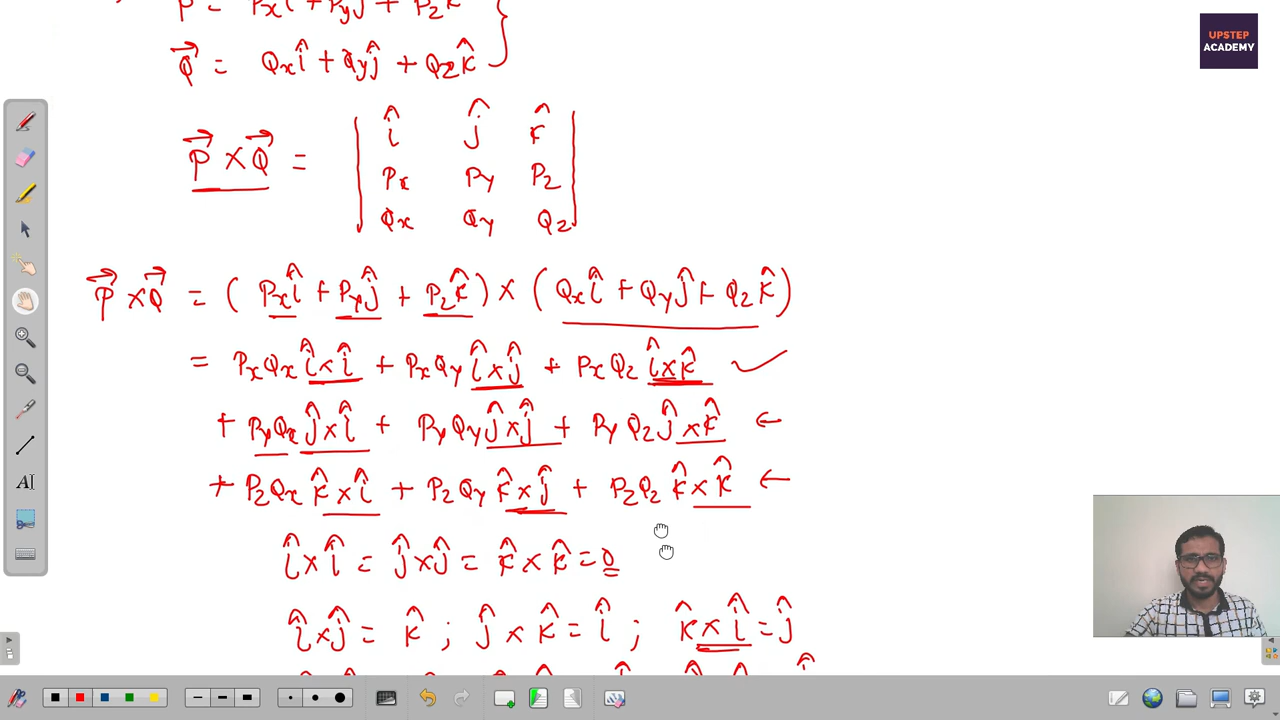 P = Pxî + Pyĵ + Pzk̂
UPSTEP
ACADEMY
Q⃗ = Qxî + Qyĵ + Qzk̂
î ĵ k̂
P⃗ × Q⃗ =
Px Py Pz
Qx Qy Qz
P⃗ × Q⃗ = (Pxî + Pyĵ + Pzk̂) × (Qxî + Qyĵ + Qzk̂)
= PxQx î×î + PxQy î×ĵ + PxQz î×k̂ ✓
+ PyQx ĵ×î + PyQy ĵ×ĵ + PyQz ĵ×k̂ ←
+ PzQx k̂×î + PzQy k̂×ĵ + PzQz k̂×k̂ ←
î×î = ĵ×ĵ = k̂×k̂ = 0
î×ĵ = k̂ ; ĵ×k̂ = î ; k̂×î = ĵ